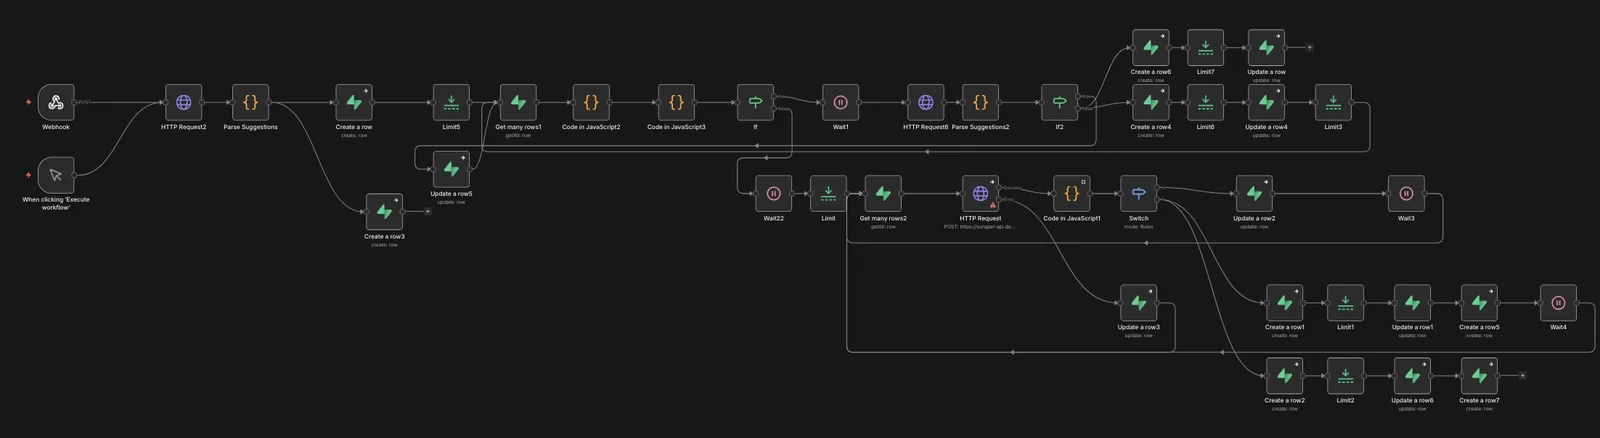 Create a row6
create: row
Limit7
Update a row
update: row
POST
Webhook
HTTP Request2
Parse Suggestions
Create a row
create: row
Limit5
Get many rows1
getAll: row
Code in JavaScript2
Code in JavaScript3
If
true
false
Wait1
HTTP Request6
Parse Suggestions2
If2
Create a row4
create: row
Limit6
Update a row4
update: row
Limit3
When clicking 'Execute
workflow'
Update a row5
update: row
Create a row3
create: row
Wait22
Limit
Get many rows2
getAll: row
Success
Error
HTTP Request
POST: https://scraper-api.de...
Code in JavaScript1
Switch
mode: Rules
Update a row2
update: row
Wait3
Update a row3
update: row
Create a row1
create: row
Limit1
Update a row1
update: row
Create a row5
create: row
Wait4
Create a row2
create: row
Limit2
Update a row6
update: row
Create a row7
create: row